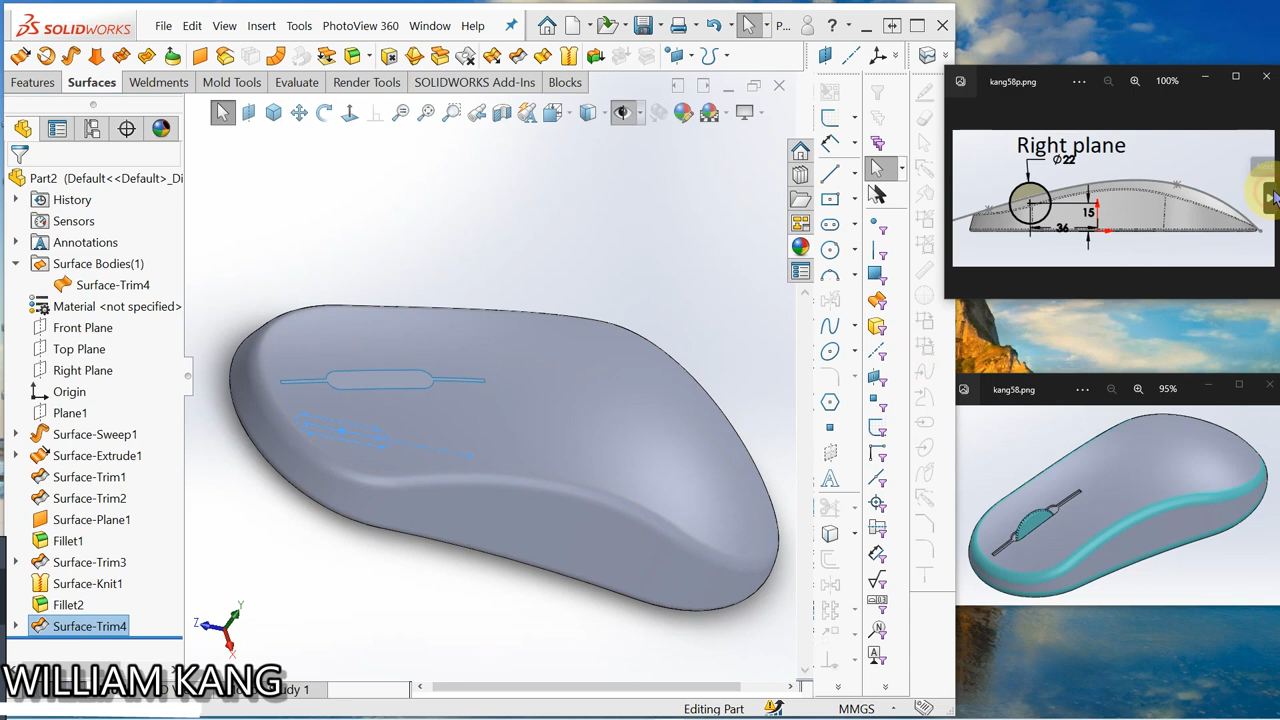 SOLIDWORKS
File Edit View Insert Tools PhotoView 360 Window Help
P...
?
Features Surfaces Weldments Mold Tools Evaluate Render Tools SOLIDWORKS Add-Ins Blocks
Part2 (Default<<Default>_Di
History
Sensors
Annotations
Surface Bodies(1)
Surface-Trim4
Material <not specified>
Front Plane
Top Plane
Right Plane
Origin
Plane1
Surface-Sweep1
Surface-Extrude1
Surface-Trim1
Surface-Trim2
Surface-Plane1
Fillet1
Surface-Trim3
Surface-Knit1
Fillet2
Surface-Trim4
Y
Z
X
WILLIAM KANG
udy 1
Editing Part
MMGS
kang58p.png
100%
Right plane
Ø22
15
36
kang58.png
95%